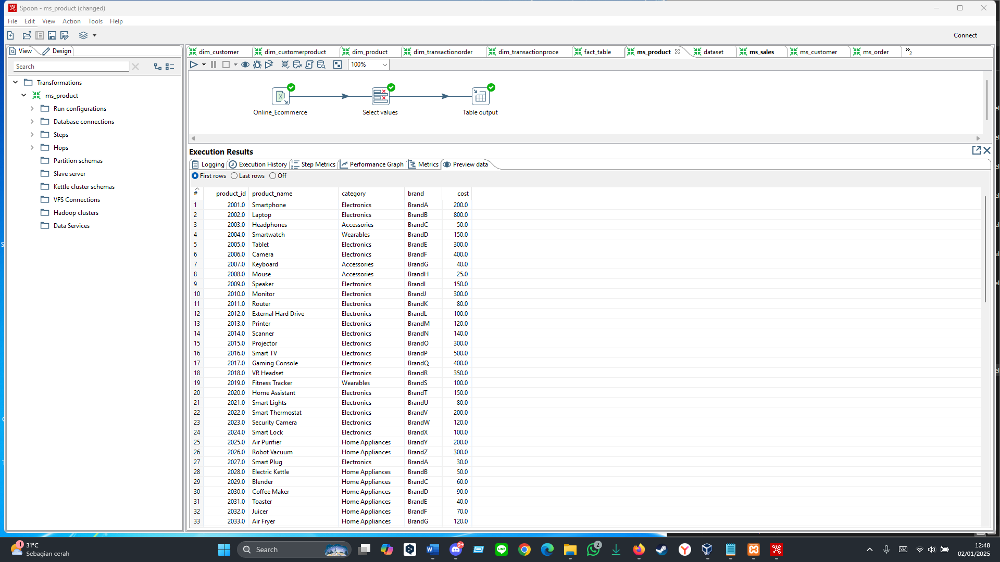 Spoon - ms_product (changed)
File Edit View Action Tools Help
Connect
View Design
Search
Transformations
ms_product
Run configurations
Database connections
Steps
Hops
Partition schemas
Slave server
Kettle cluster schemas
VFS Connections
Hadoop clusters
Data Services
dim_customer dim_customerproduct dim_product dim_transactionorder dim_transactionproce fact_table ms_product dataset ms_sales ms_customer ms_order »2
100%
Online_Ecommerce Select values Table output
Execution Results
Logging Execution History Step Metrics Performance Graph Metrics Preview data
First rows Last rows Off
# product_id product_name category brand cost
1 2001.0 Smartphone Electronics BrandA 200.0
2 2002.0 Laptop Electronics BrandB 800.0
3 2003.0 Headphones Accessories BrandC 50.0
4 2004.0 Smartwatch Wearables BrandD 150.0
5 2005.0 Tablet Electronics BrandE 300.0
6 2006.0 Camera Electronics BrandF 400.0
7 2007.0 Keyboard Accessories BrandG 40.0
8 2008.0 Mouse Accessories BrandH 25.0
9 2009.0 Speaker Electronics BrandI 150.0
10 2010.0 Monitor Electronics BrandJ 300.0
11 2011.0 Router Electronics BrandK 80.0
12 2012.0 External Hard Drive Electronics BrandL 100.0
13 2013.0 Printer Electronics BrandM 120.0
14 2014.0 Scanner Electronics BrandN 140.0
15 2015.0 Projector Electronics BrandO 300.0
16 2016.0 Smart TV Electronics BrandP 500.0
17 2017.0 Gaming Console Electronics BrandQ 400.0
18 2018.0 VR Headset Electronics BrandR 350.0
19 2019.0 Fitness Tracker Wearables BrandS 100.0
20 2020.0 Home Assistant Electronics BrandT 150.0
21 2021.0 Smart Lights Electronics BrandU 80.0
22 2022.0 Smart Thermostat Electronics BrandV 200.0
23 2023.0 Security Camera Electronics BrandW 120.0
24 2024.0 Smart Lock Electronics BrandX 100.0
25 2025.0 Air Purifier Home Appliances BrandY 200.0
26 2026.0 Robot Vacuum Home Appliances BrandZ 300.0
27 2027.0 Smart Plug Electronics BrandA 30.0
28 2028.0 Electric Kettle Home Appliances BrandB 50.0
29 2029.0 Blender Home Appliances BrandC 60.0
30 2030.0 Coffee Maker Home Appliances BrandD 90.0
31 2031.0 Toaster Home Appliances BrandE 40.0
32 2032.0 Juicer Home Appliances BrandF 70.0
33 2033.0 Air Fryer Home Appliances BrandG 120.0
1 31°C
Sebagian cerah
Search
9+
LINE
2
12:48
02/01/2025